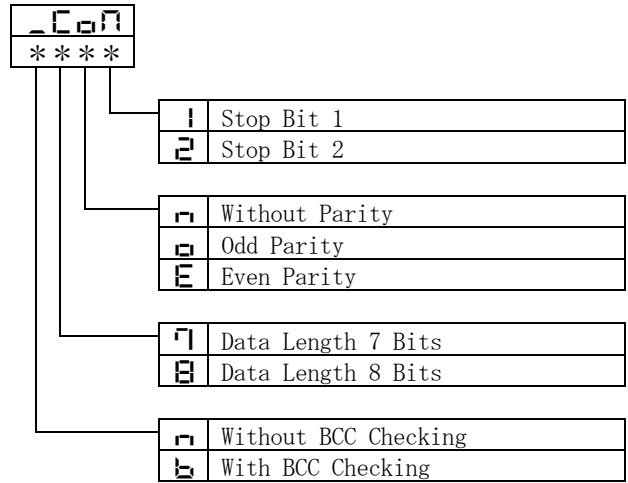 _CoM
****
1 Stop Bit 1
2 Stop Bit 2
n Without Parity
o Odd Parity
E Even Parity
7 Data Length 7 Bits
8 Data Length 8 Bits
n Without BCC Checking
b With BCC Checking